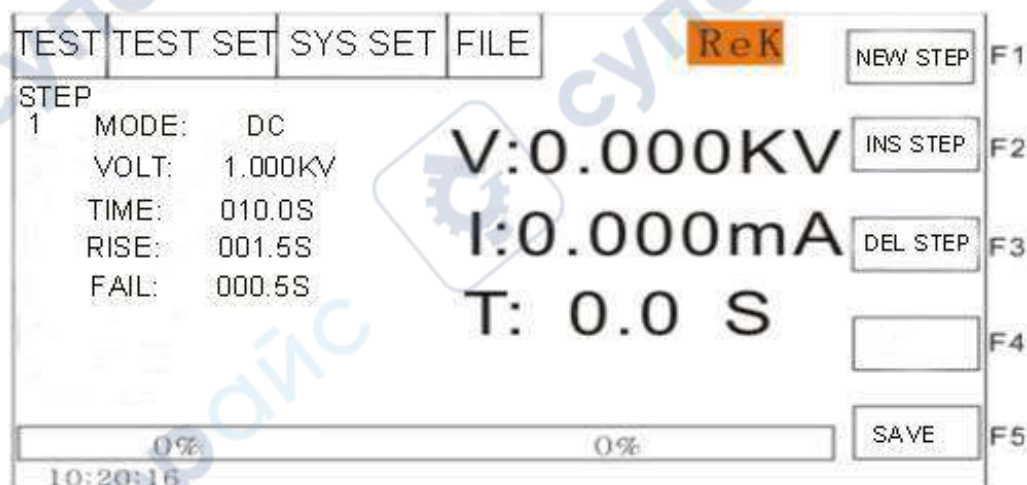 TEST TEST SET SYS SET FILE ReK
NEW STEP F1
STEP
1 MODE: DC
VOLT: 1.000KV
TIME: 010.0S
RISE: 001.5S
FAIL: 000.5S
V:0.000KV
I:0.000mA
T: 0.0 S
INS STEP F2
DEL STEP F3
F4
SAVE F5
0% 0%
10:20:16
супер
прайс